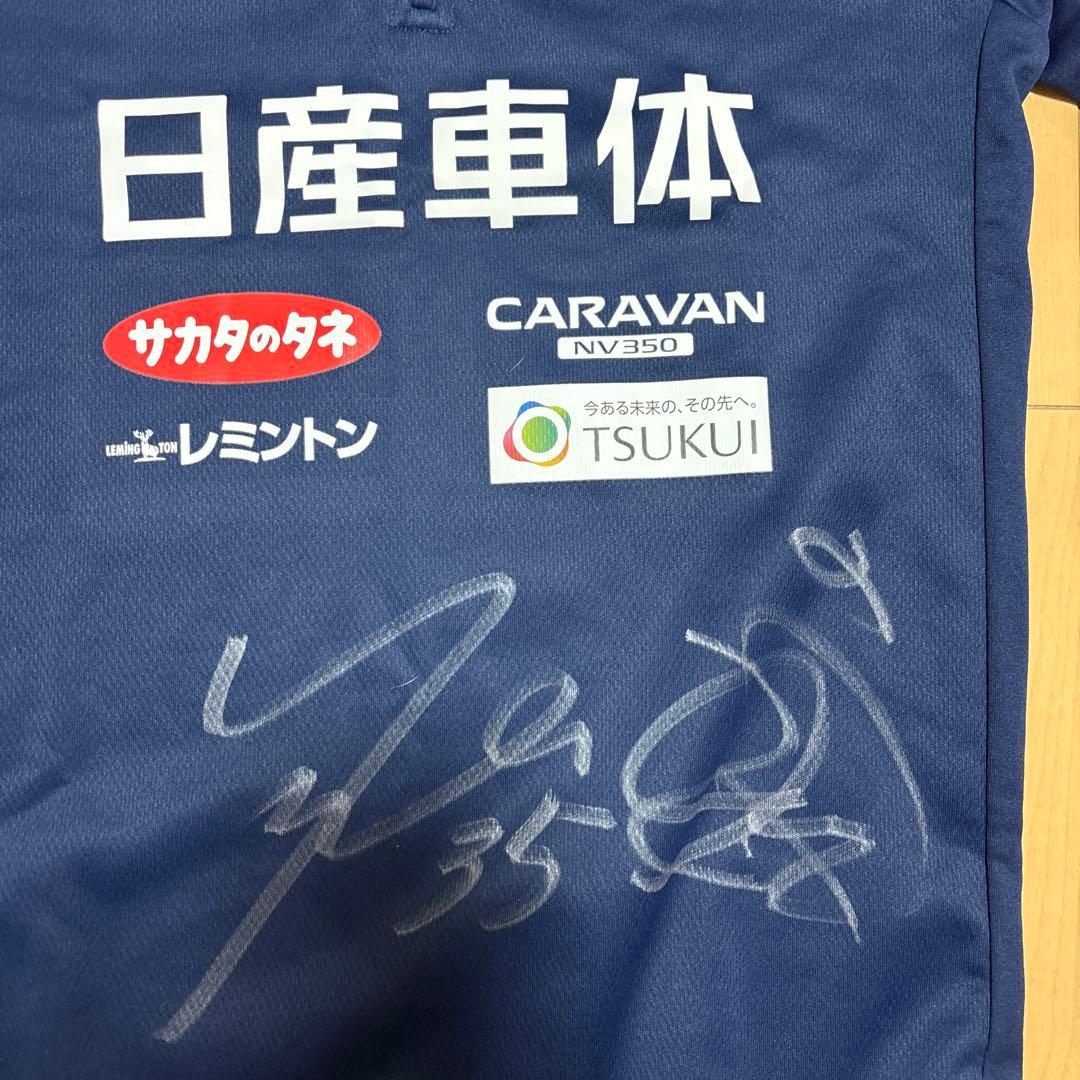 日産車体
サカタのタネ
CARAVAN
NV350
LEMINGTON レミントン
今ある未来の、その先へ。
TSUKUI
9
35